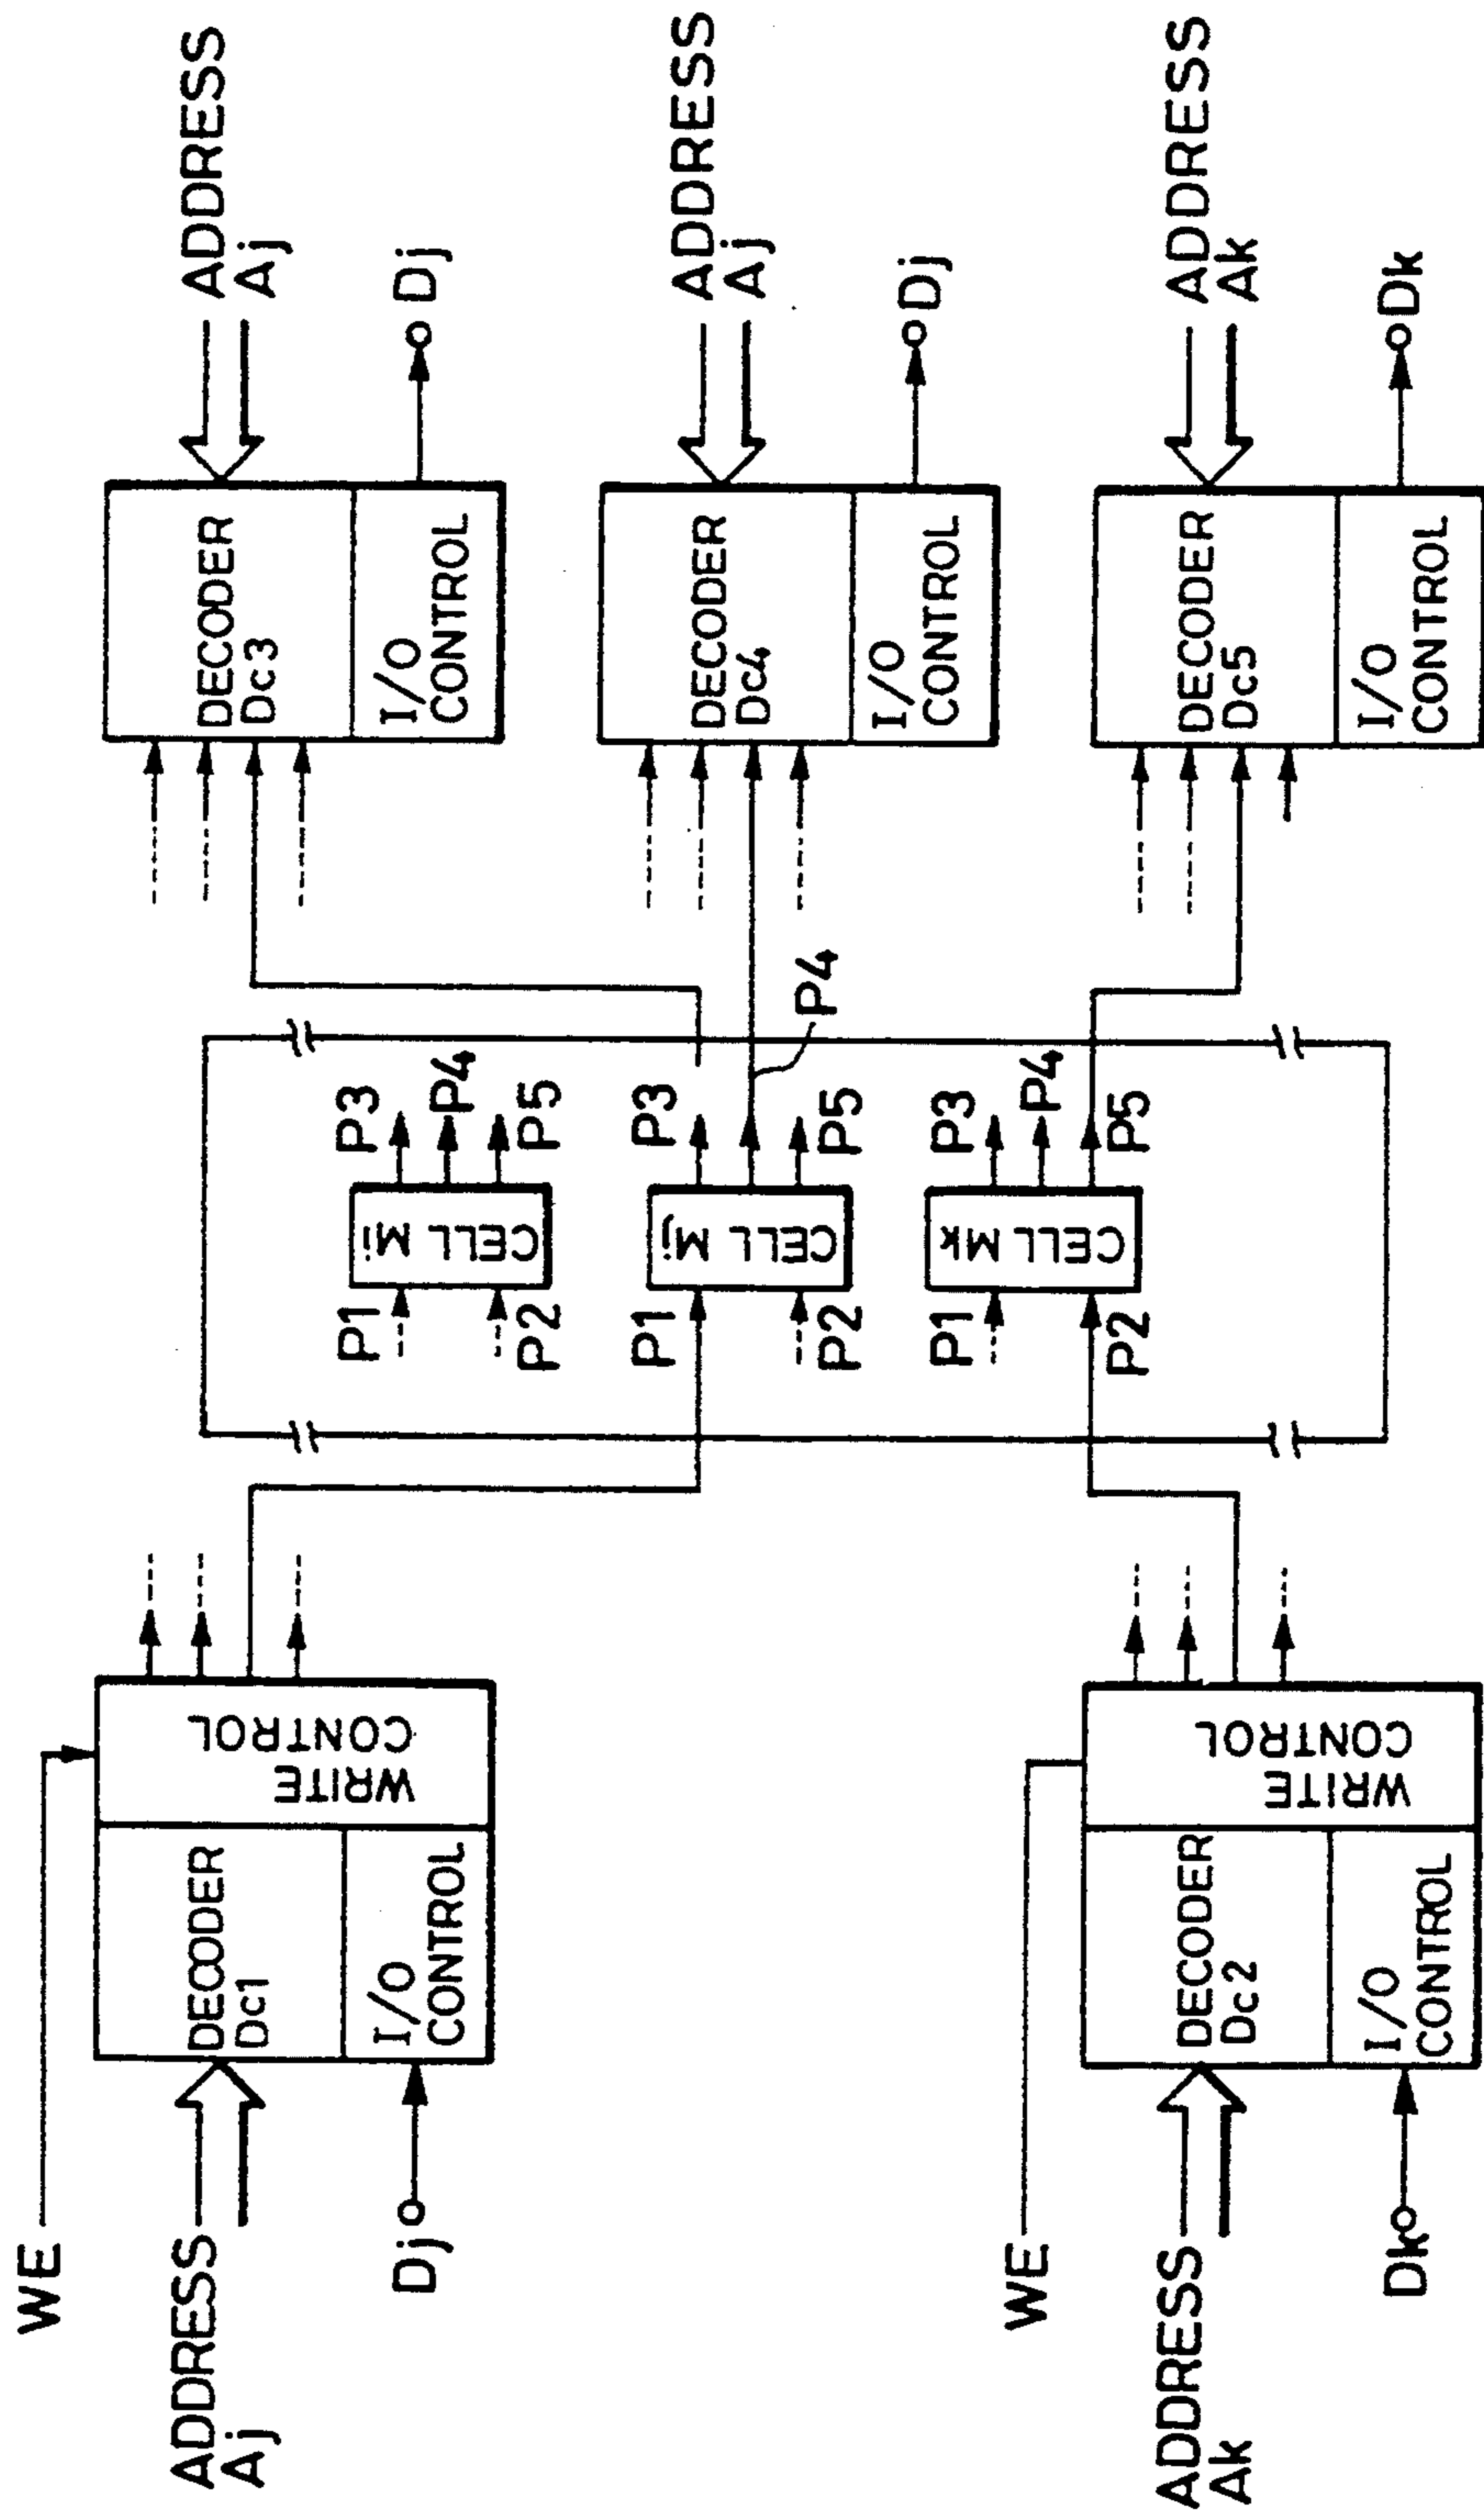 WE
ADDRESS
Aj
DECODER
Dc1
WRITE
CONTROL
I/O
CONTROL
Dj
WE
ADDRESS
Ak
DECODER
Dc2
WRITE
CONTROL
I/O
CONTROL
Dk
P1
P2
CELL Mi
P3
P4
P5
P1
P2
CELL Mj
P3
P4
P5
P1
P2
CELL Mk
P3
P4
P5
DECODER
Dc3
I/O
CONTROL
ADDRESS
Aj
Dj
DECODER
Dc4
I/O
CONTROL
ADDRESS
Aj
Dj
DECODER
Dc5
I/O
CONTROL
ADDRESS
Ak
Dk